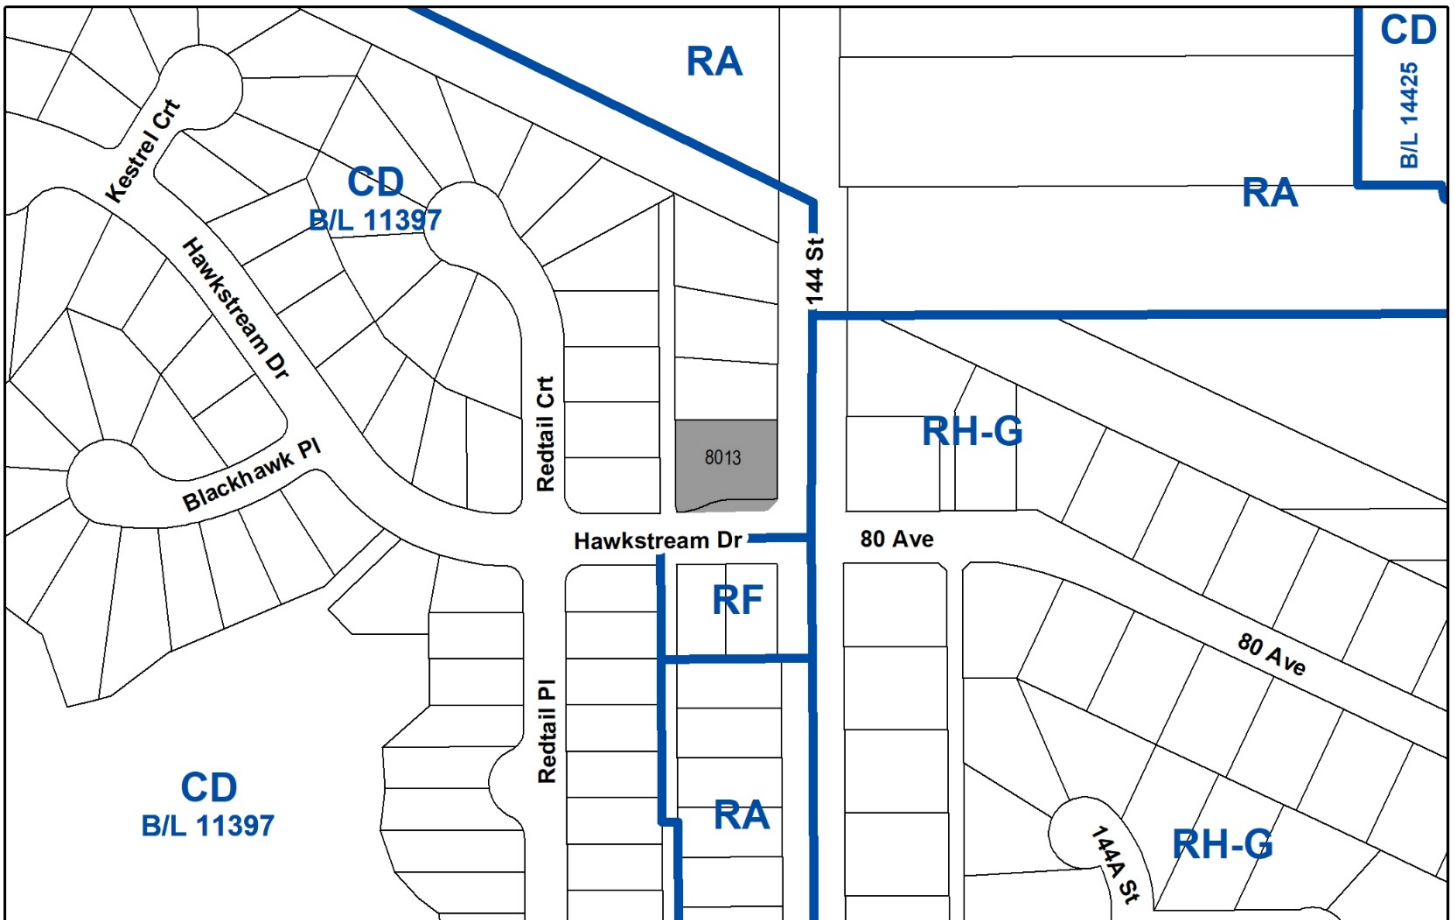 CD
B/L 14425
RA
Kestrel Crt
CD
B/L 11397
RA
144 St
Hawkstream Dr
Redtail Crt
RH-G
Blackhawk Pl
8013
Hawkstream Dr
80 Ave
RF
80 Ave
Redtail Pl
CD
B/L 11397
RA
144A St
RH-G